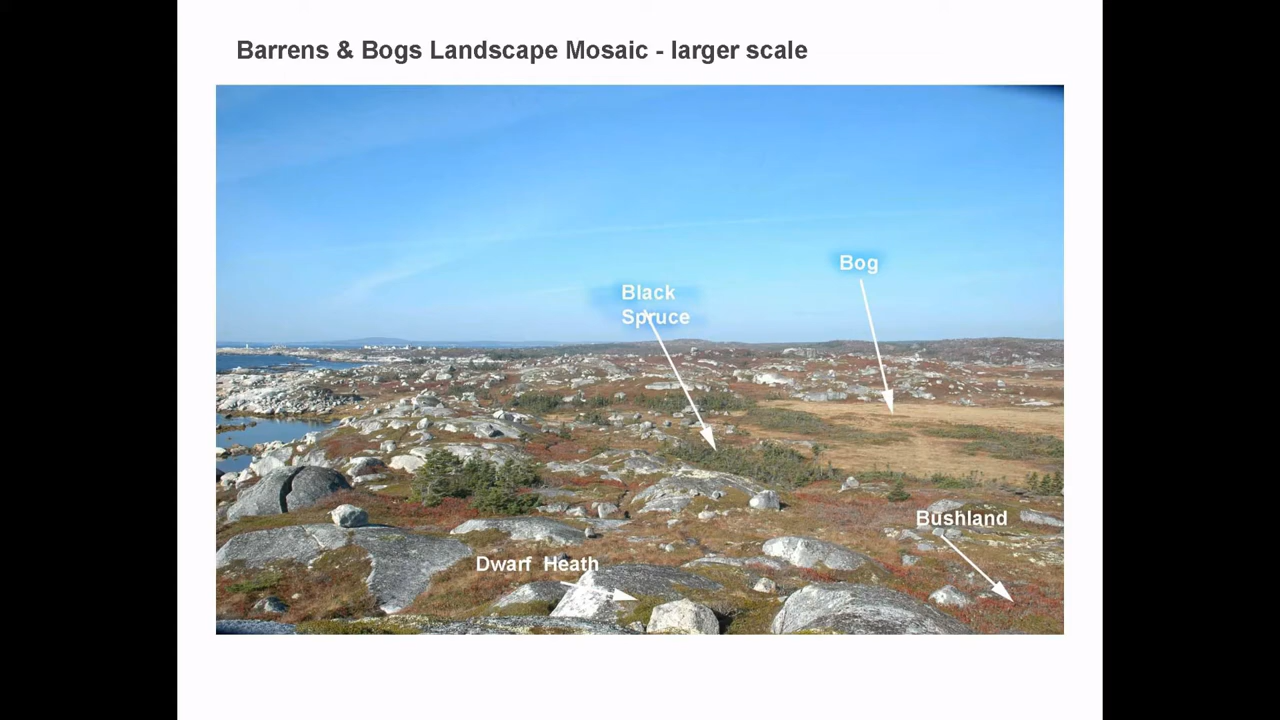 Barrens & Bogs Landscape Mosaic - larger scale
Bog
Black
Spruce
Bushland
Dwarf Heath